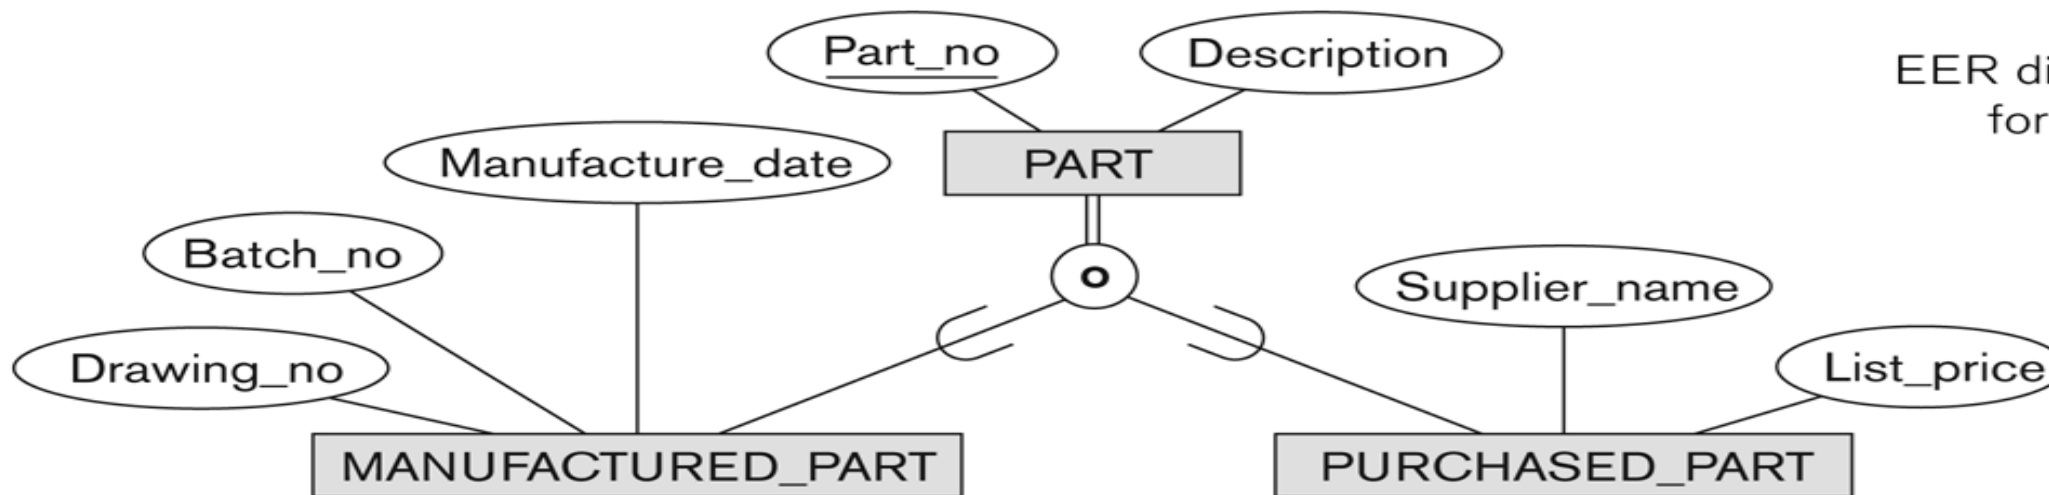 Part_no
Description
EER di
for
Manufacture_date
PART
Batch_no
o
Supplier_name
Drawing_no
List_price
MANUFACTURED_PART
PURCHASED_PART